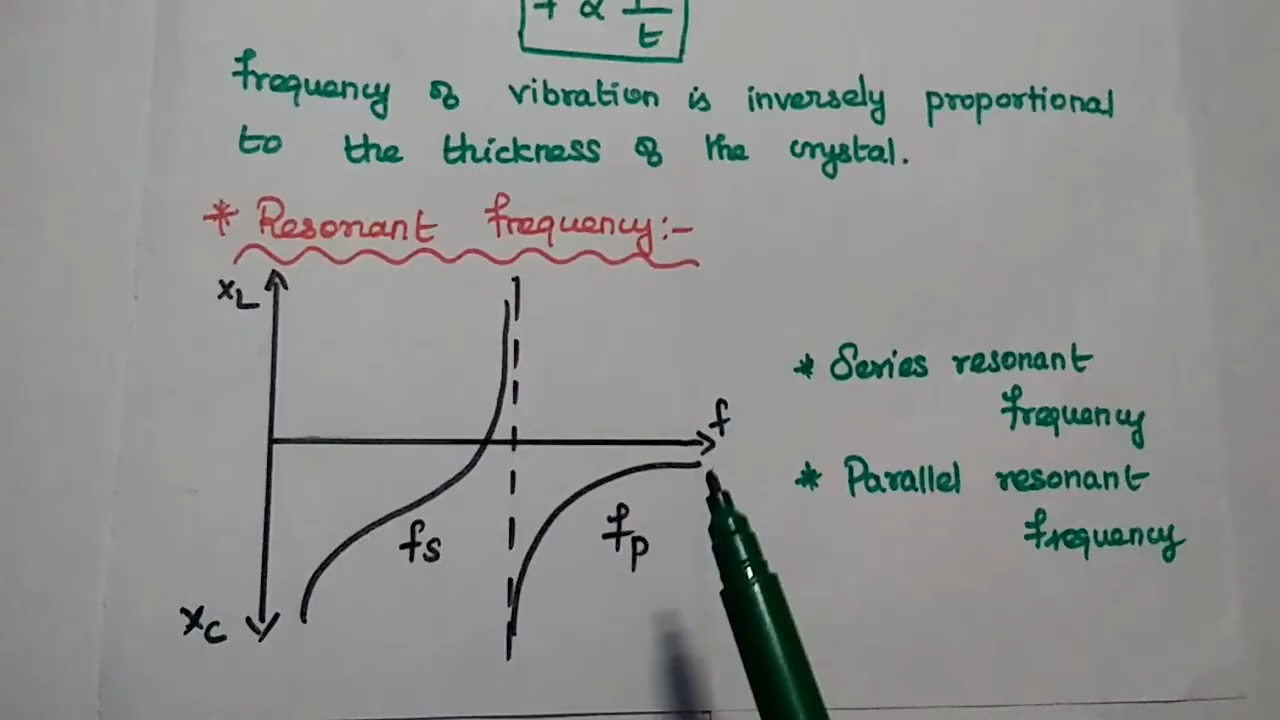 f ∝ 1/t
frequency of vibration is inversely proportional
to the thickness of the crystal.
* Resonant frequency:-
XL
f
* Series resonant
frequency
* Parallel resonant
frequency
fs
fp
XC